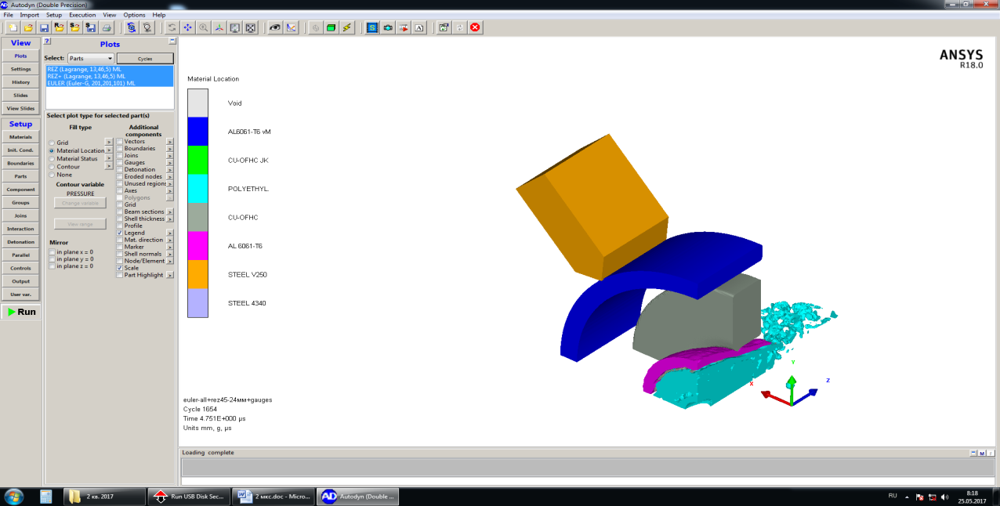 Autodyn (Double Precision)
File Import Setup Execution View Options Help
View
Plots
Settings
History
Slides
View Slides
Setup
Materials
Init. Cond.
Boundaries
Parts
Component
Groups
Joins
Interaction
Detonation
Parallel
Controls
Output
User var.
Run
? Plots
Select: Parts Cycles
REZ (Lagrange, 13,46,5) ML
REZ+ (Lagrange, 13,46,5) ML
EULER (Euler-G, 201,201,101) ML
Select plot type for selected part(s)
Fill type
Grid
Material Location >
Material Status >
Contour >
None
Contour variable
PRESSURE
Change variable
View range
Mirror
in plane x = 0
in plane y = 0
in plane z = 0
Additional
components
Vectors >
Boundaries >
Joins >
Gauges >
Detonation >
Eroded nodes >
Unused regions >
Axes >
Polygons
Grid
Beam sections >
Shell thickness >
Profile
Legend >
Mat. direction >
Marker >
Shell normals >
Node/Element >
Scale
Part Highlight >
ANSYS
R18.0
Material Location
Void
AL6061-T6 vM
CU-OFHC JK
POLYETHYL.
CU-OFHC
AL 6061-T6
STEEL V250
STEEL 4340
Y
X
Z
euler-all+rez45-24мм+gauges
Cycle 1654
Time 4.751E+000 µs
Units mm, g, µs
Loading complete
2 кв. 2017
Run USB Disk Sec...
2 мкс.doc - Micro...
Autodyn (Double ...
RU
8:18
25.05.2017